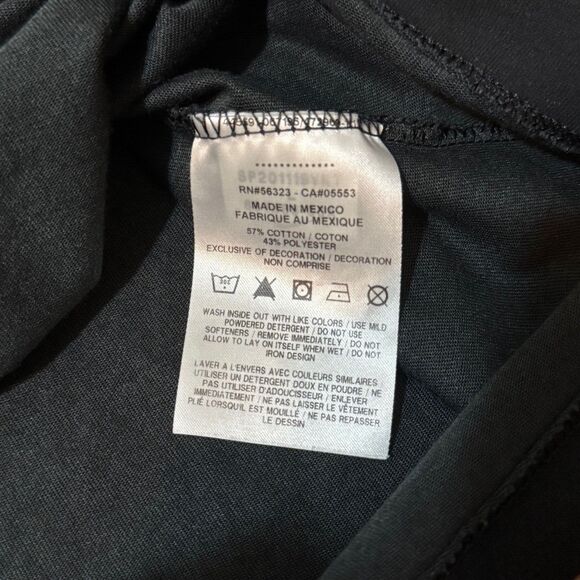 RN#56323 - CA#05553
MADE IN MEXICO
FABRIQUE AU MEXIQUE
57% COTTON / COTON
43% POLYESTER
EXCLUSIVE OF DECORATION / DECORATION
NON COMPRISE
WASH INSIDE OUT WITH LIKE COLORS / USE MILD
POWDERED DETERGENT / DO NOT USE
SOFTENERS / REMOVE IMMEDIATELY / DO NOT
ALLOW TO LAY ON ITSELF WHEN WET / DO NOT
IRON DESIGN
LAVER A L'ENVERS AVEC COULEURS SIMILAIRES
UTILISER UN DETERGENT DOUX EN POUDRE / NE
PAS UTILISER D'ADOUCISSEUR / ENLEVER
IMMEDIATEMENT / NE PAS LAISSER LE VÊTEMENT
PLIÉ LORSQU'IL EST MOUILLÉ / NE PAS REPASSER
LE DESSIN